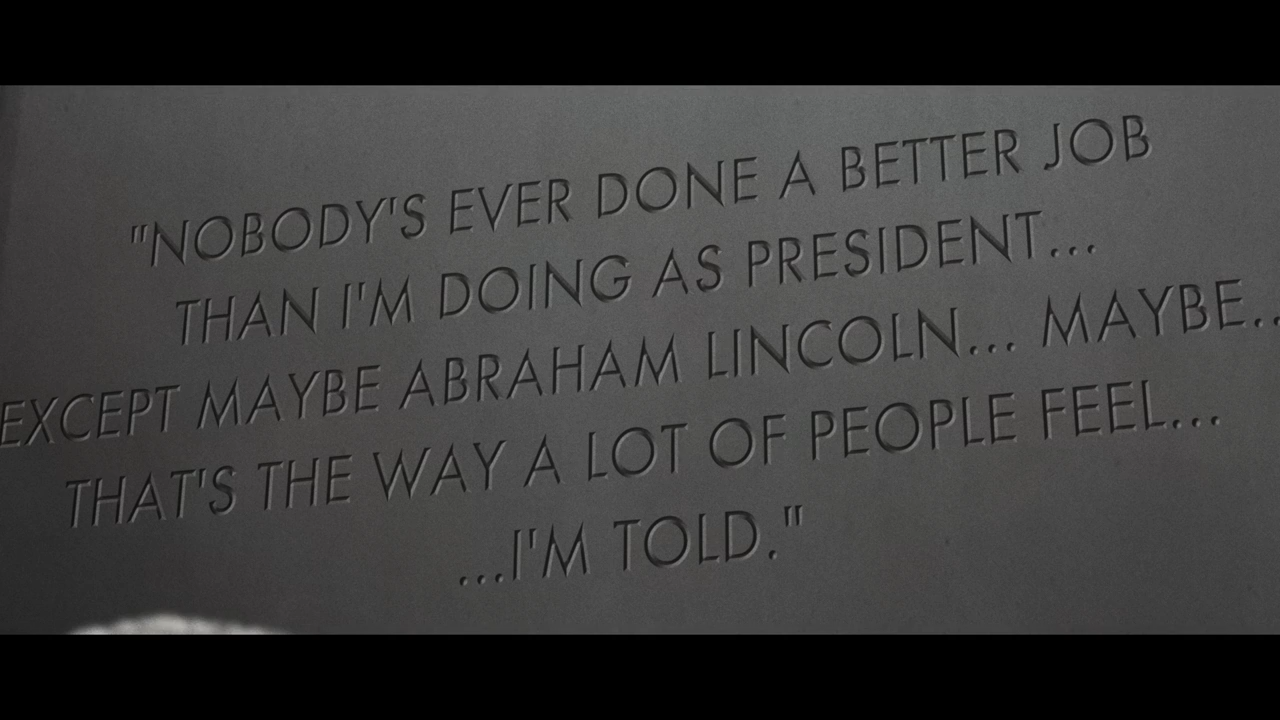 "NOBODY'S EVER DONE A BETTER JOB
THAN I'M DOING AS PRESIDENT...
EXCEPT MAYBE ABRAHAM LINCOLN... MAYBE..
THAT'S THE WAY A LOT OF PEOPLE FEEL...
...I'M TOLD."